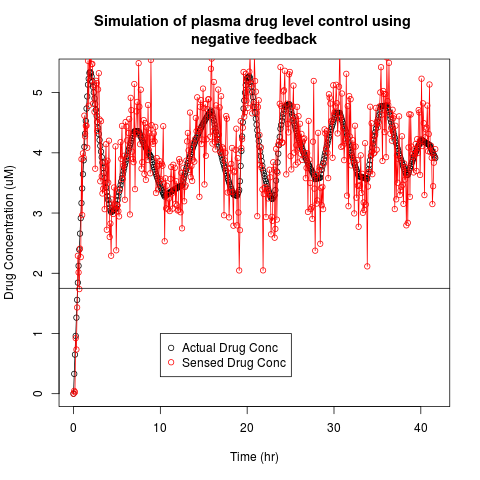 Simulation of plasma drug level control using
negative feedback
Drug Concentration (uM)
5
4
3
2
1
0
Actual Drug Conc
Sensed Drug Conc
0 10 20 30 40
Time (hr)